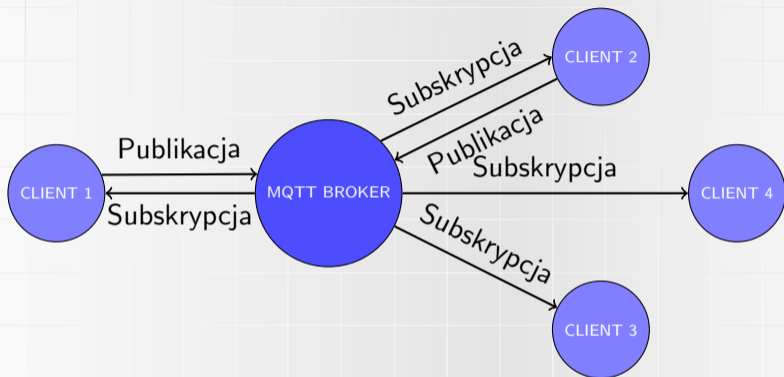 Subskrypcja
CLIENT 2
Publikacja
Publikacja
Subskrypcja
CLIENT 1
MQTT BROKER
CLIENT 4
Subskrypcja
Subskrypcja
CLIENT 3